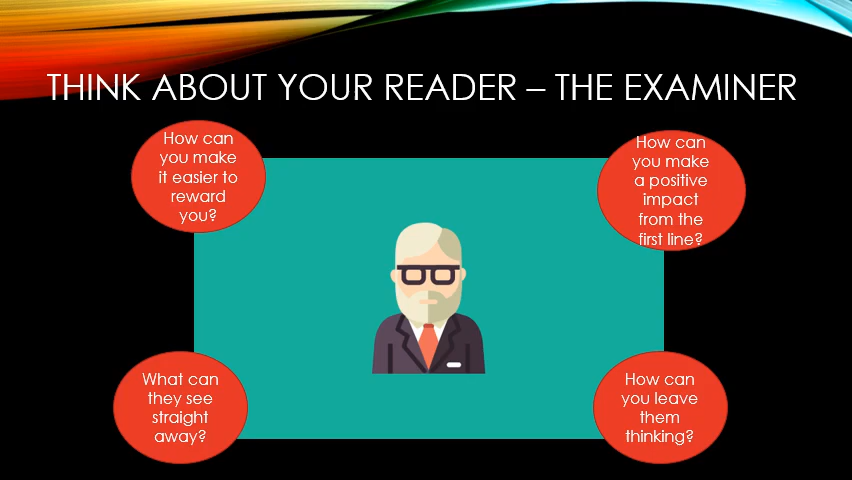 THINK ABOUT YOUR READER – THE EXAMINER
How can
you make
it easier to
reward
you?
How can
you make
a positive
impact
from the
first line?
What can
they see
straight
away?
How can
you leave
them
thinking?